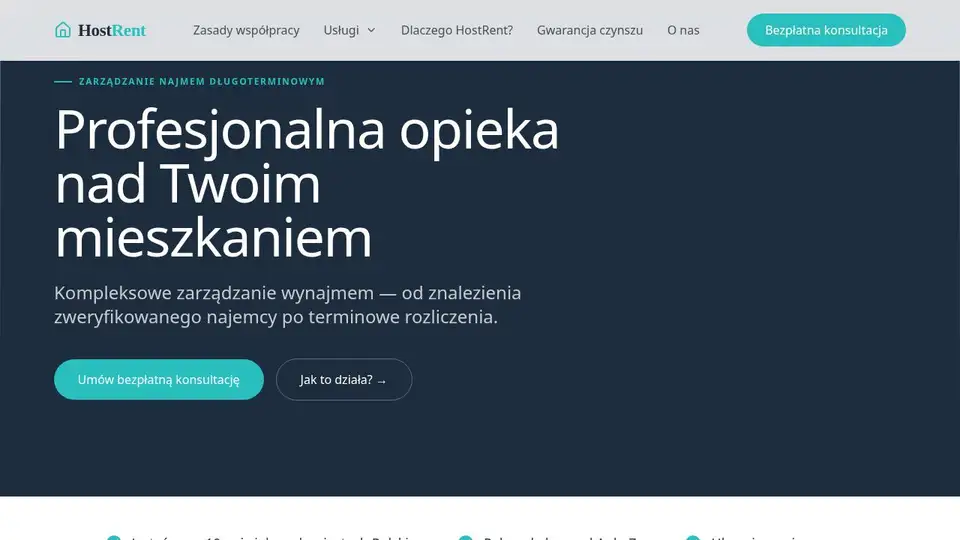 HostRent
Zasady współpracy
Usługi
Dlaczego HostRent?
Gwarancja czynszu
O nas
Bezpłatna konsultacja
ZARZĄDZANIE NAJMEM DŁUGOTERMINOWYM
Profesjonalna opieka
nad Twoim
mieszkaniem
Kompleksowe zarządzanie wynajmem — od znalezienia
zweryfikowanego najemcy po terminowe rozliczenia.
Umów bezpłatną konsultację
Jak to działa? →